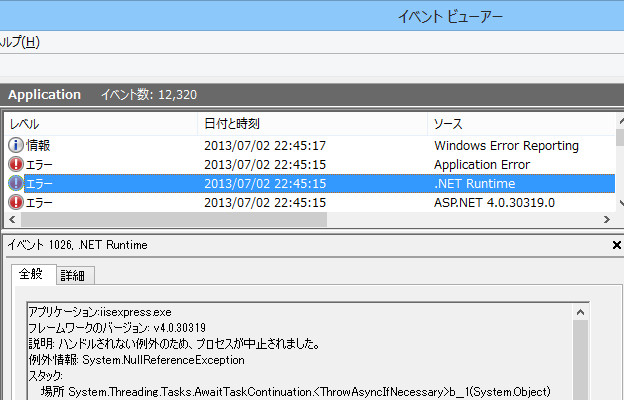 イベント ビューアー
ヘルプ(H)
Application イベント数: 12,320
レベル 日付と時刻 ソース
情報 2013/07/02 22:45:17 Windows Error Reporting
エラー 2013/07/02 22:45:15 Application Error
エラー 2013/07/02 22:45:15 .NET Runtime
エラー 2013/07/02 22:45:15 ASP.NET 4.0.30319.0
イベント 1026, .NET Runtime
全般 詳細
アプリケーション:iisexpress.exe
フレームワークのバージョン: v4.0.30319
説明: ハンドルされない例外のため、プロセスが中止されました。
例外情報: System.NullReferenceException
スタック:
場所 System.Threading.Tasks.AwaitTaskContinuation.<ThrowAsyncIfNecessary>b__1(System.Object)